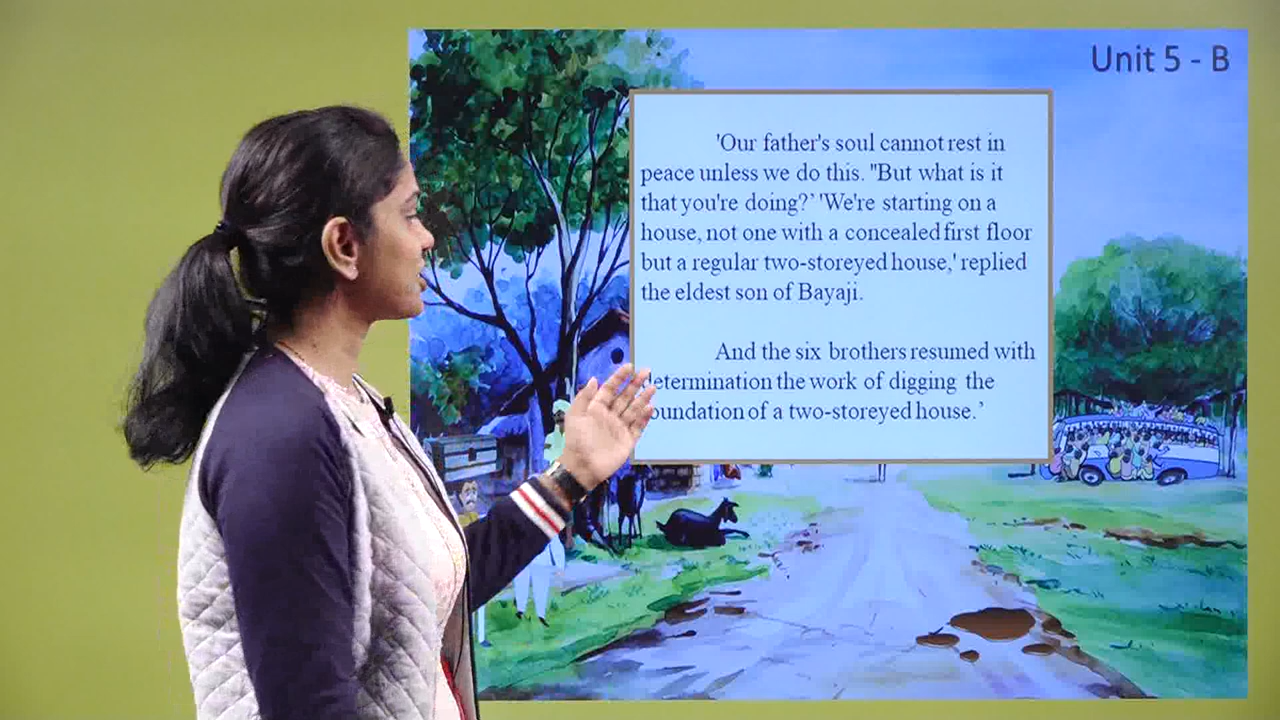 Unit 5 - B
'Our father's soul cannot rest in
peace unless we do this. "But what is it
that you're doing?’ 'We're starting on a
house, not one with a concealed first floor
but a regular two-storeyed house,' replied
the eldest son of Bayaji.
And the six brothers resumed with
determination the work of digging the
foundation of a two-storeyed house.’